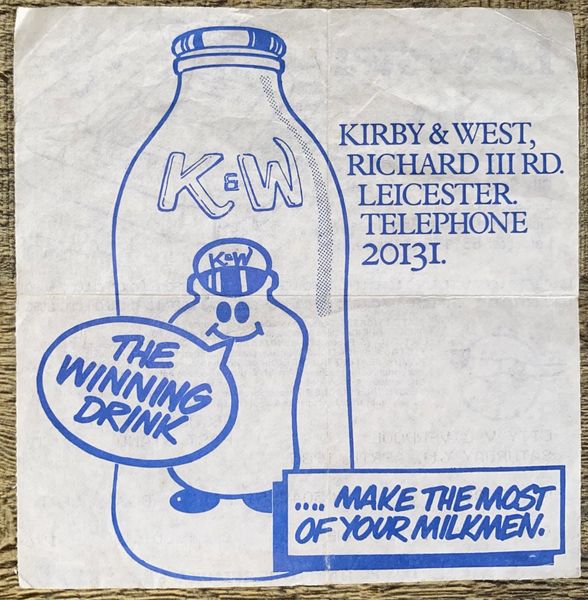 K & W
KIRBY & WEST,
RICHARD III RD.
LEICESTER.
TELEPHONE
20131.
K&W
THE
WINNING
DRINK
.... MAKE THE MOST
OF YOUR MILKMEN.